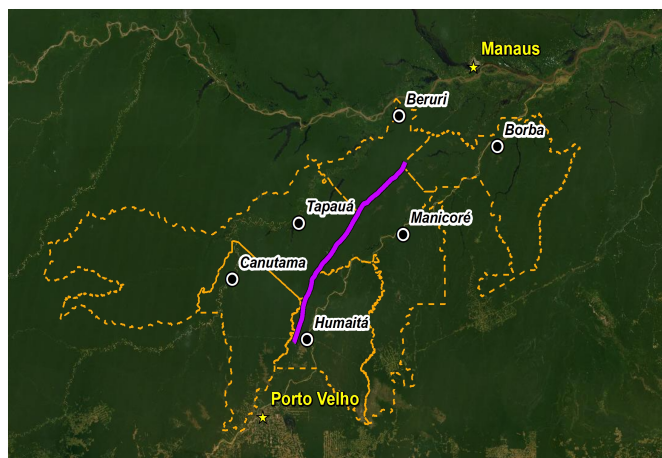 Manaus
Beruri
Borba
Tapauá
Manicoré
Canutama
Humaitá
Porto Velho